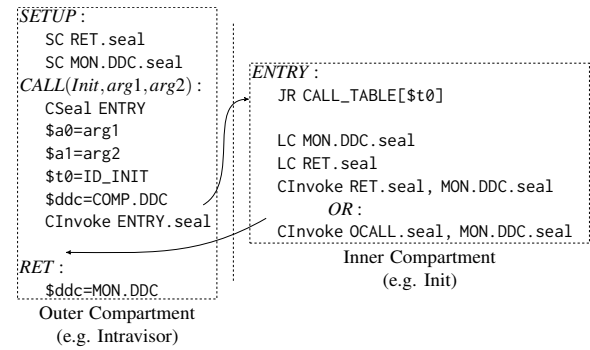 SETUP :
SC RET.seal
SC MON.DDC.seal
CALL(Init,arg1,arg2) :
CSeal ENTRY
$a0=arg1
$a1=arg2
$t0=ID_INIT
$ddc=COMP.DDC
CInvoke ENTRY.seal
RET :
$ddc=MON.DDC
Outer Compartment
(e.g. Intravisor)
ENTRY :
JR CALL_TABLE[$t0]
LC MON.DDC.seal
LC RET.seal
CInvoke RET.seal, MON.DDC.seal
OR :
CInvoke OCALL.seal, MON.DDC.seal
Inner Compartment
(e.g. Init)